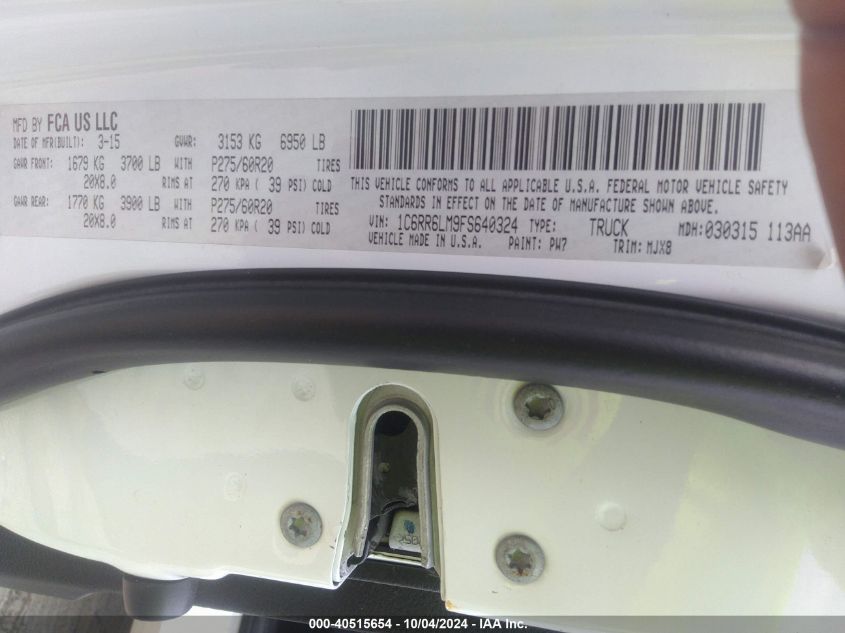 MFD BY FCA US LLC
DATE OF MFR(BUILT): 3-15 GVWR: 3153 KG 6950 LB
GAWR FRONT: 1679 KG 3700 LB WITH P275/60R20 TIRES
20X8.0 RIMS AT 270 KPA ( 39 PSI) COLD
GAWR REAR: 1770 KG 3900 LB WITH P275/60R20 TIRES
20X8.0 RIMS AT 270 KPA ( 39 PSI) COLD
THIS VEHICLE CONFORMS TO ALL APPLICABLE U.S.A. FEDERAL MOTOR VEHICLE SAFETY
STANDARDS IN EFFECT ON THE DATE OF MANUFACTURE SHOWN ABOVE.
VIN: 1C6RR6LM9FS640324 TYPE: TRUCK MDH:030315 113AA
VEHICLE MADE IN U.S.A. PAINT: PW7 TRIM: MJX8
000-40515654 - 10/04/2024 - IAA Inc.